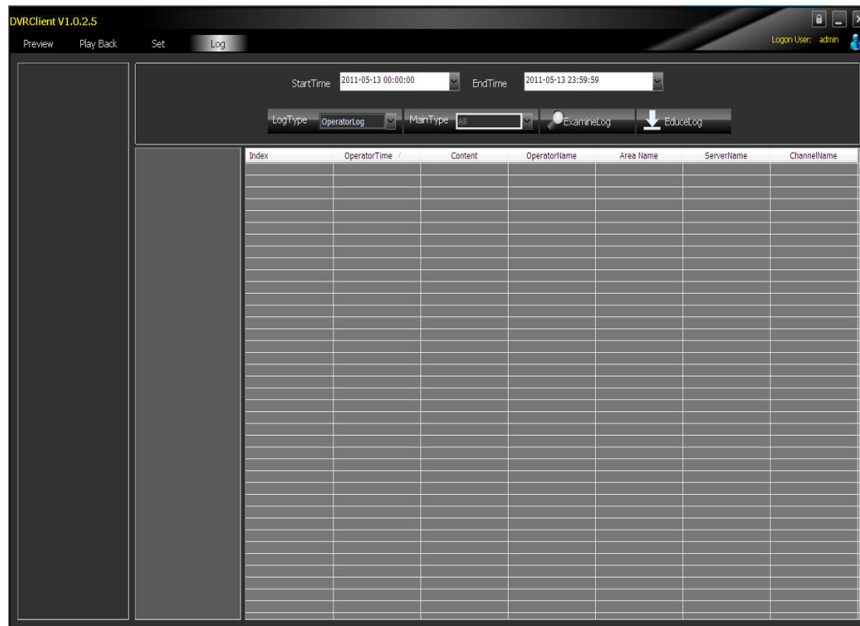 DVRClient V1.0.2.5
Preview Play Back Set Log Logon User: admin
StartTime 2011-05-13 00:00:00 EndTime 2011-05-13 23:59:59
LogType OperatorLog MainType All ExamineLog EduceLog
Index OperatorTime / Content OperatorName Area Name ServerName ChannelName